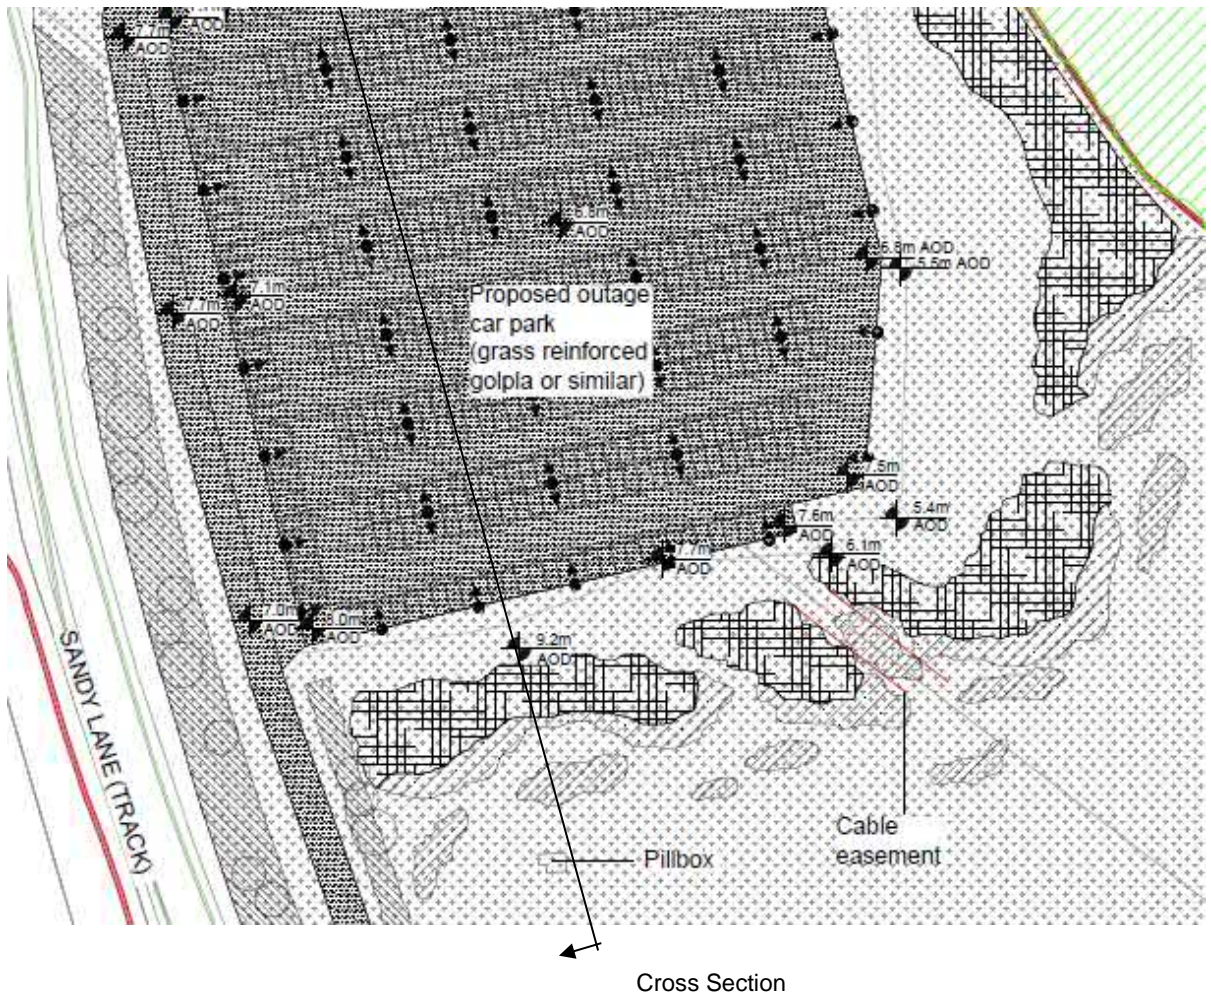 7.7m
AOD
6.8m
AOD
6.8m AOD
5.5m AOD
7.1m
AOD
7.7m
AOD
Proposed outage
car park
(grass reinforced
golpla or similar)
7.5m
AOD
7.6m
AOD
5.4m
AOD
7.7m
AOD
6.1m
AOD
7.0m
AOD
8.0m
AOD
9.2m
AOD
SANDY LANE (TRACK)
Cable
easement
Pillbox
Cross Section